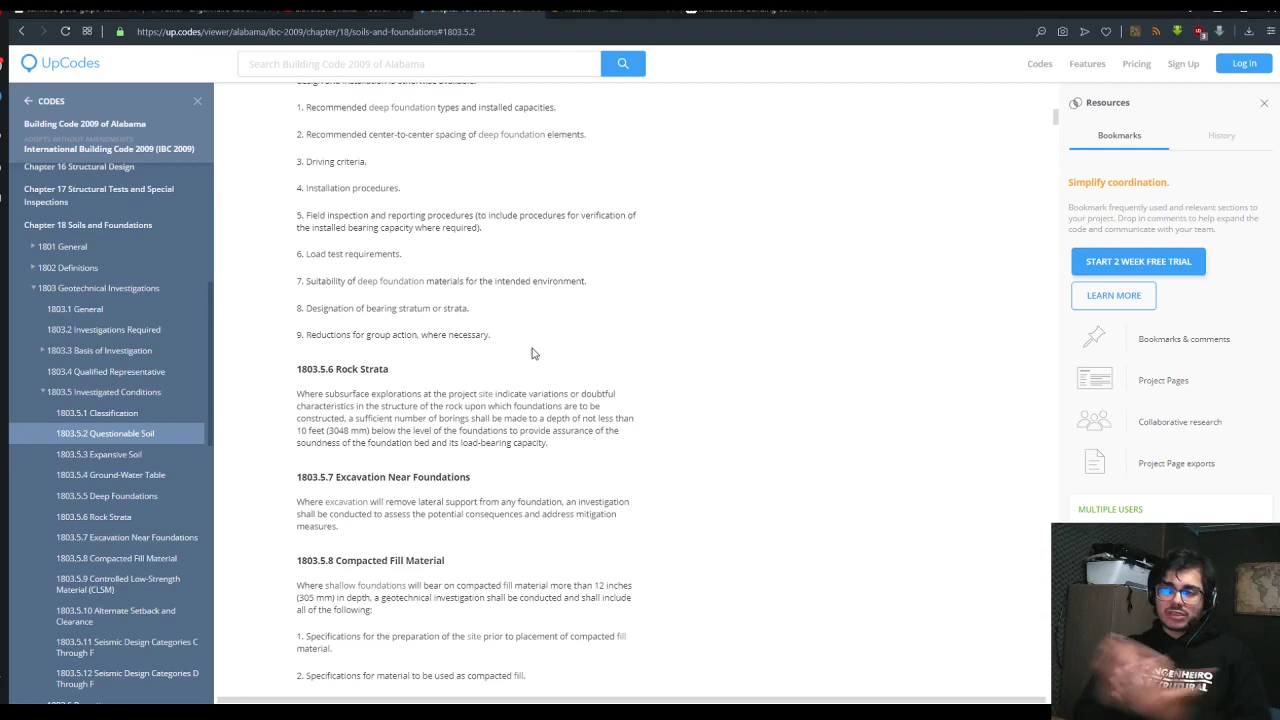 https://up.codes/viewer/alabama/ibc-2009/chapter/18/soils-and-foundations#1803.5.2
UpCodes
Search Building Code 2009 of Alabama
Codes
Features
Pricing
Sign Up
Log In
CODES
Building Code 2009 of Alabama
ADOPTS WITHOUT AMENDMENTS
International Building Code 2009 (IBC 2009)
Chapter 16 Structural Design
Chapter 17 Structural Tests and Special
Inspections
Chapter 18 Soils and Foundations
1801 General
1802 Definitions
1803 Geotechnical Investigations
1803.1 General
1803.2 Investigations Required
1803.3 Basis of Investigation
1803.4 Qualified Representative
1803.5 Investigated Conditions
1803.5.1 Classification
1803.5.2 Questionable Soil
1803.5.3 Expansive Soil
1803.5.4 Ground-Water Table
1803.5.5 Deep Foundations
1803.5.6 Rock Strata
1803.5.7 Excavation Near Foundations
1803.5.8 Compacted Fill Material
1803.5.9 Controlled Low-Strength
Material (CLSM)
1803.5.10 Alternate Setback and
Clearance
1803.5.11 Seismic Design Categories C
Through F
1803.5.12 Seismic Design Categories D
Through F
1. Recommended deep foundation types and installed capacities.
2. Recommended center-to-center spacing of deep foundation elements.
3. Driving criteria.
4. Installation procedures.
5. Field inspection and reporting procedures (to include procedures for verification of
the installed bearing capacity where required).
6. Load test requirements.
7. Suitability of deep foundation materials for the intended environment.
8. Designation of bearing stratum or strata.
9. Reductions for group action, where necessary.
1803.5.6 Rock Strata
Where subsurface explorations at the project site indicate variations or doubtful
characteristics in the structure of the rock upon which foundations are to be
constructed, a sufficient number of borings shall be made to a depth of not less than
10 feet (3048 mm) below the level of the foundations to provide assurance of the
soundness of the foundation bed and its load-bearing capacity.
1803.5.7 Excavation Near Foundations
Where excavation will remove lateral support from any foundation, an investigation
shall be conducted to assess the potential consequences and address mitigation
measures.
1803.5.8 Compacted Fill Material
Where shallow foundations will bear on compacted fill material more than 12 inches
(305 mm) in depth, a geotechnical investigation shall be conducted and shall include
all of the following:
1. Specifications for the preparation of the site prior to placement of compacted fill
material.
2. Specifications for material to be used as compacted fill.
Resources
Bookmarks
History
Simplify coordination.
Bookmark frequently used and relevant sections to
your project. Drop in comments to help expand the
code and communicate with your team.
START 2 WEEK FREE TRIAL
LEARN MORE
Bookmarks & comments
Project Pages
Collaborative research
Project Page exports
MULTIPLE USERS